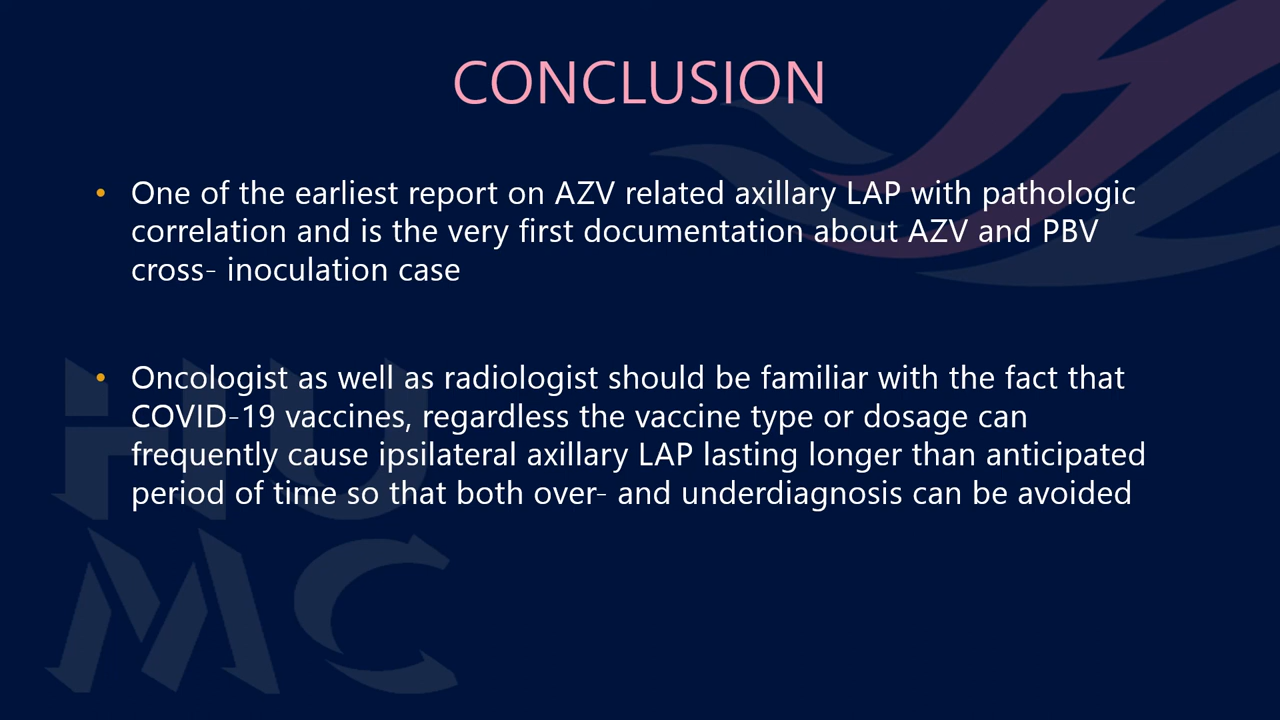 CONCLUSION
• One of the earliest report on AZV related axillary LAP with pathologic
correlation and is the very first documentation about AZV and PBV
cross- inoculation case
• Oncologist as well as radiologist should be familiar with the fact that
COVID-19 vaccines, regardless the vaccine type or dosage can
frequently cause ipsilateral axillary LAP lasting longer than anticipated
period of time so that both over- and underdiagnosis can be avoided
HU
MC